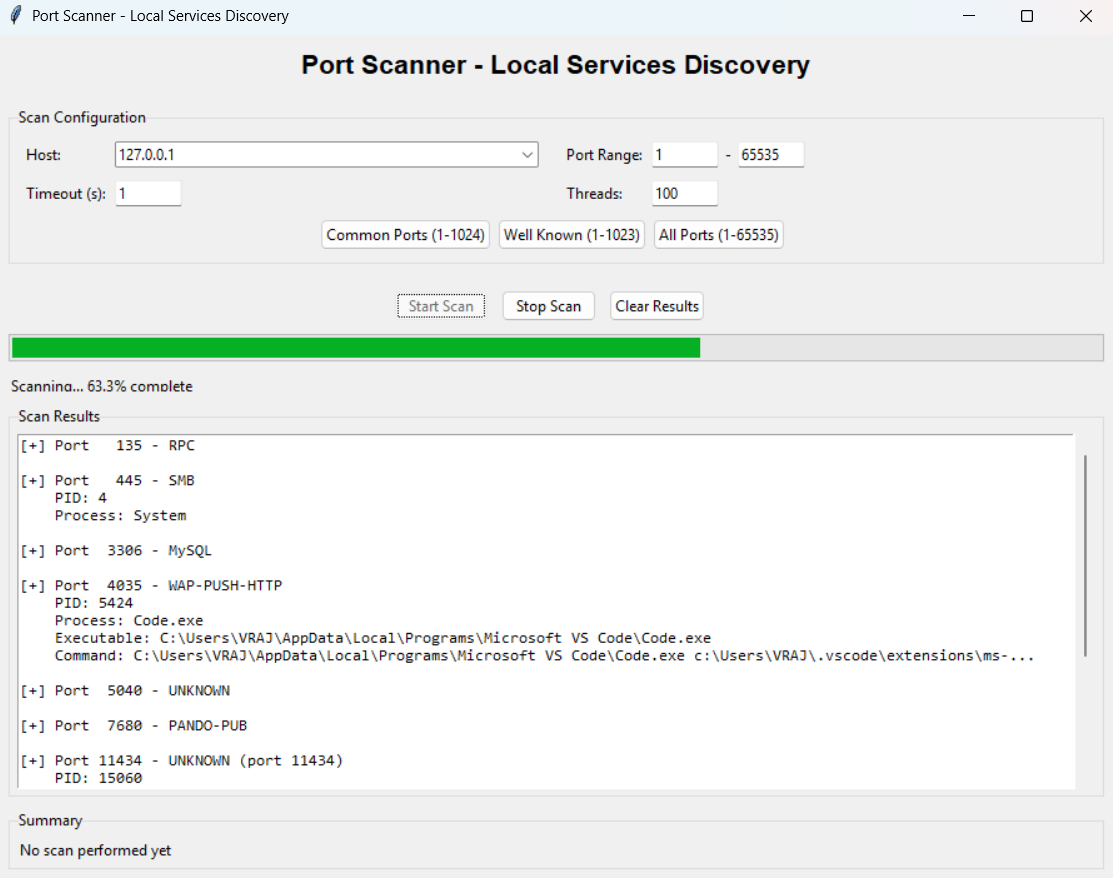 Port Scanner - Local Services Discovery
Port Scanner - Local Services Discovery
Scan Configuration
Host: 127.0.0.1 Port Range: 1 - 65535
Timeout (s): 1 Threads: 100
Common Ports (1-1024) Well Known (1-1023) All Ports (1-65535)
Start Scan Stop Scan Clear Results
Scanning... 63.3% complete
Scan Results
[+] Port   135 - RPC
[+] Port   445 - SMB
PID: 4
Process: System
[+] Port  3306 - MySQL
[+] Port  4035 - WAP-PUSH-HTTP
PID: 5424
Process: Code.exe
Executable: C:\Users\VRAJ\AppData\Local\Programs\Microsoft VS Code\Code.exe
Command: C:\Users\VRAJ\AppData\Local\Programs\Microsoft VS Code\Code.exe c:\Users\VRAJ\.vscode\extensions\ms-...
[+] Port  5040 - UNKNOWN
[+] Port  7680 - PANDO-PUB
[+] Port 11434 - UNKNOWN (port 11434)
PID: 15060
Summary
No scan performed yet